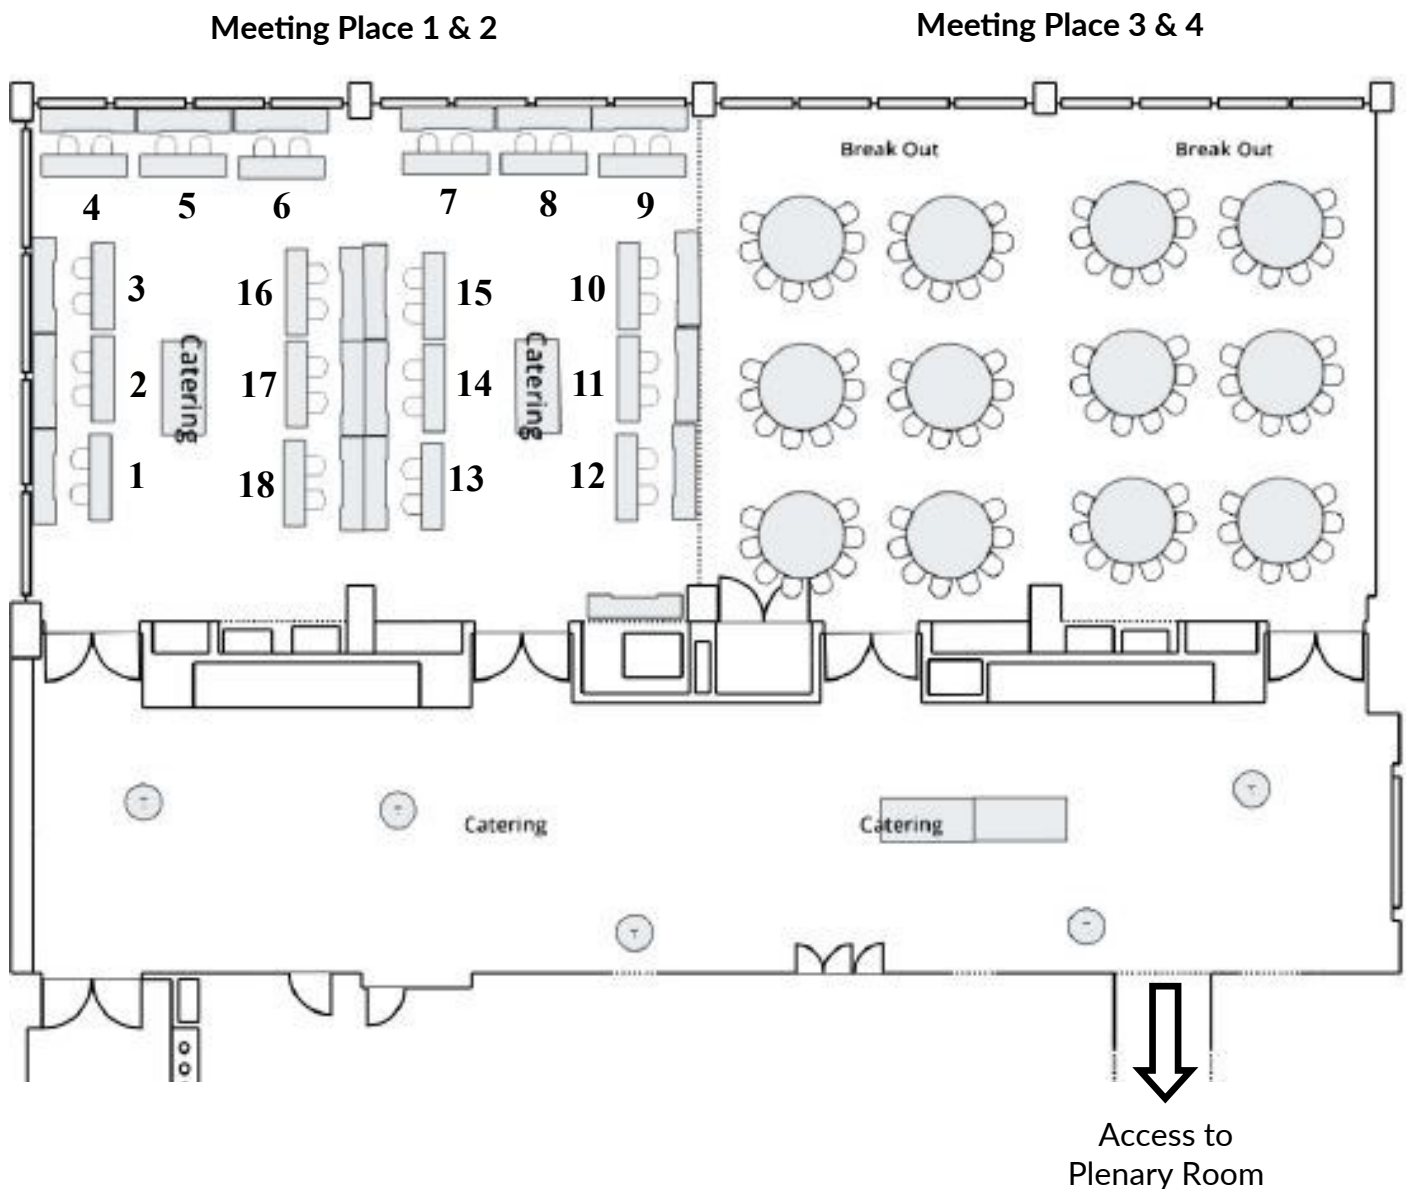 Meeting Place 1 & 2
Meeting Place 3 & 4
Break Out
Break Out
4
5
6
7
8
9
3
16
15
10
Catering
Catering
2
17
14
11
1
18
13
12
Catering
Catering
Access to
Plenary Room